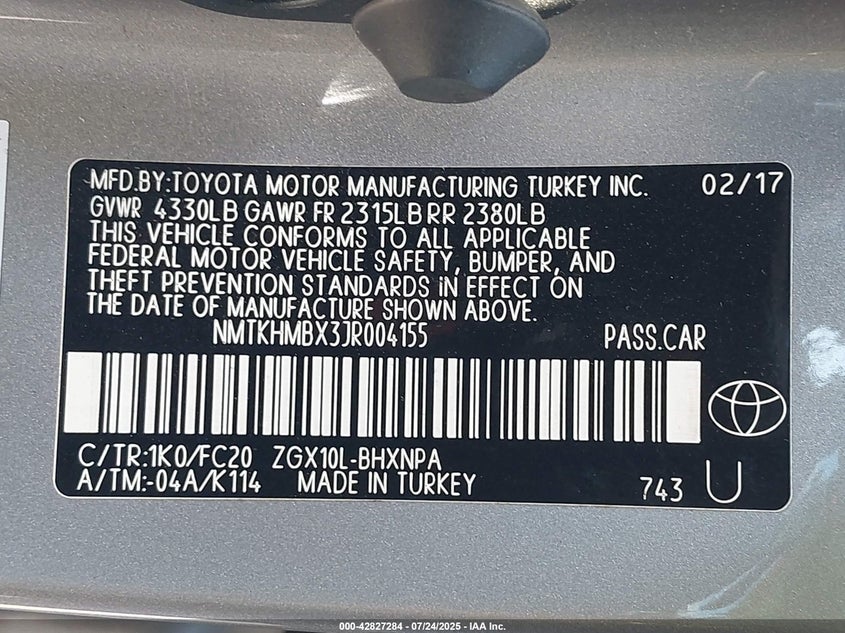 MFD.BY:TOYOTA MOTOR MANUFACTURING TURKEY INC. 02/17
GVWR 4330LB GAWR FR 2315LB RR 2380LB
THIS VEHICLE CONFORMS TO ALL APPLICABLE
FEDERAL MOTOR VEHICLE SAFETY, BUMPER, AND
THEFT PREVENTION STANDARDS IN EFFECT ON
THE DATE OF MANUFACTURE SHOWN ABOVE.
NMTKHMBX3JR004155 PASS.CAR
C/TR:1K0/FC20 ZGX10L-BHXNPA
A/TM:-04A/K114 MADE IN TURKEY 743 U
000-42827284 - 07/24/2025 - IAA Inc.